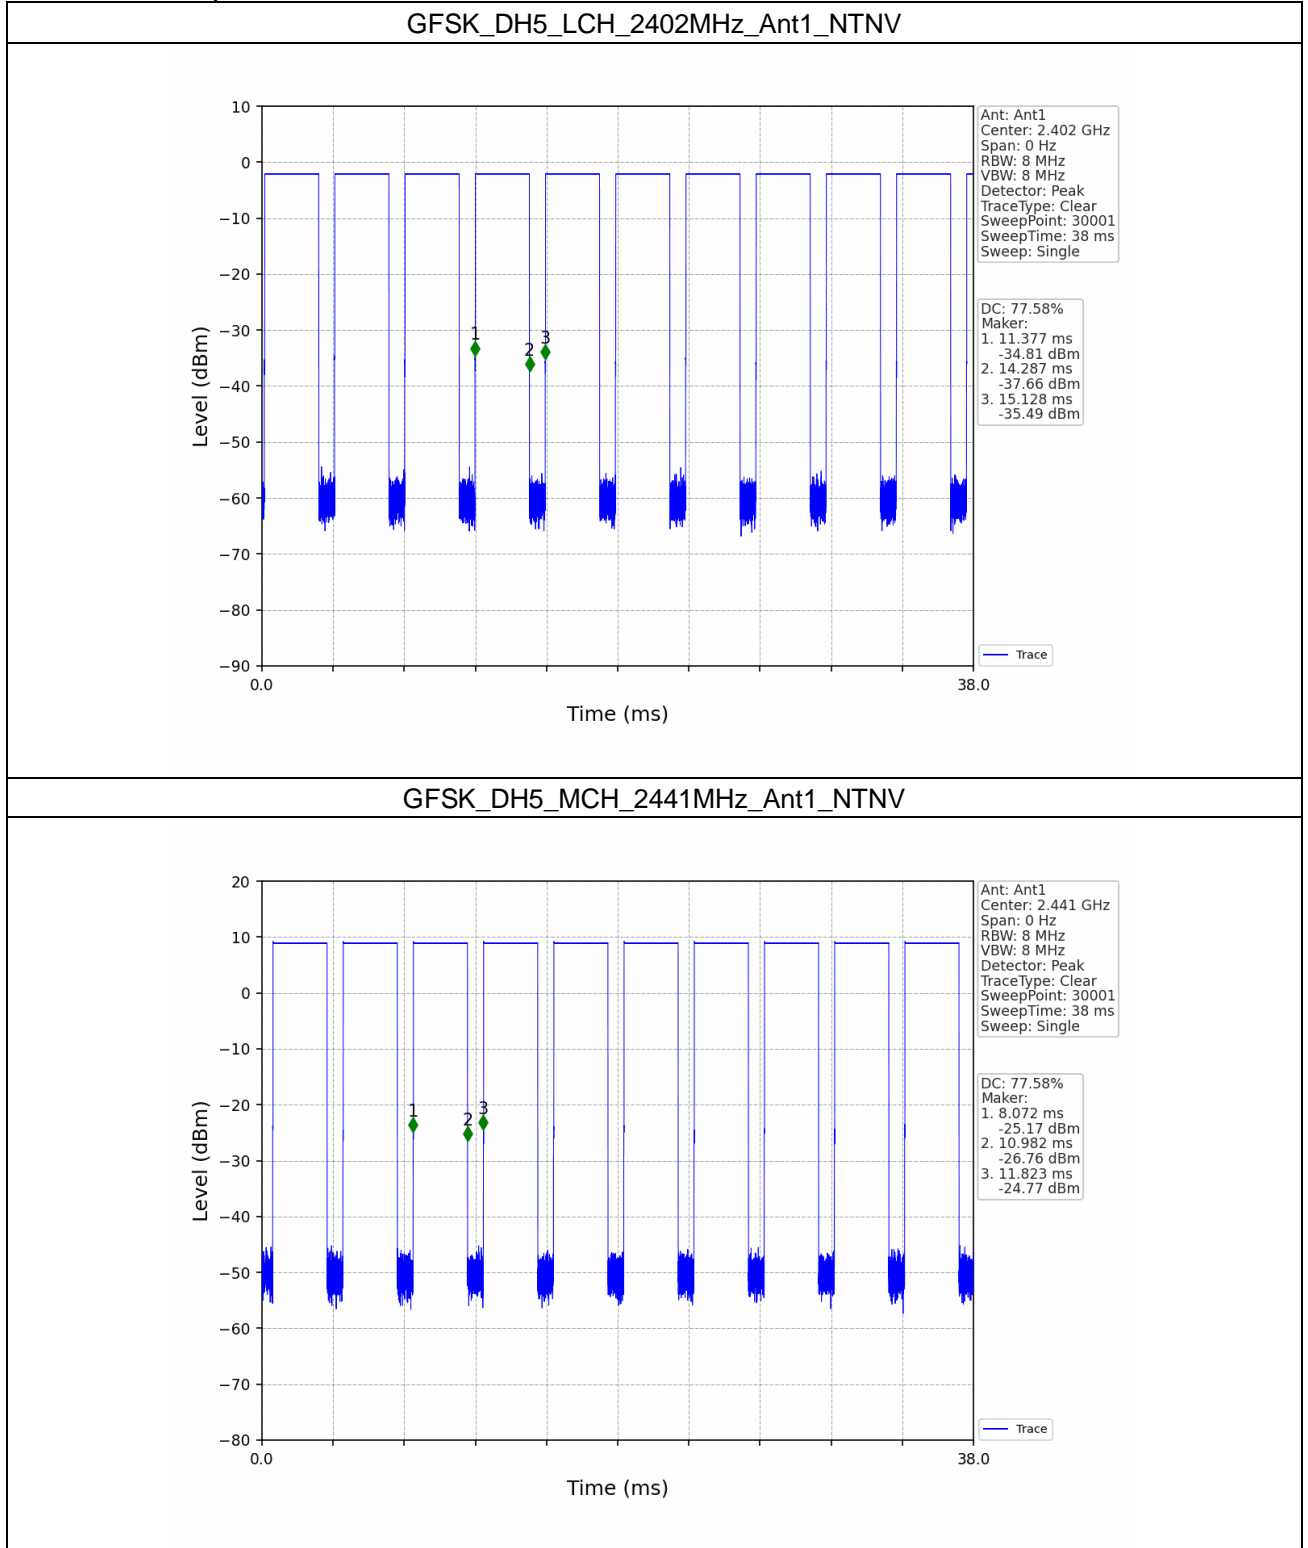 GFSK_DH5_LCH_2402MHz_Ant1_NTNV
10
0
−10
−20
−30
−40
−50
−60
−70
−80
−90
Level (dBm)
1
2
3
0.0
38.0
Time (ms)
Ant: Ant1
Center: 2.402 GHz
Span: 0 Hz
RBW: 8 MHz
VBW: 8 MHz
Detector: Peak
TraceType: Clear
SweepPoint: 30001
SweepTime: 38 ms
Sweep: Single
DC: 77.58%
Maker:
1. 11.377 ms
-34.81 dBm
2. 14.287 ms
-37.66 dBm
3. 15.128 ms
-35.49 dBm
Trace
GFSK_DH5_MCH_2441MHz_Ant1_NTNV
20
10
0
−10
−20
−30
−40
−50
−60
−70
−80
Level (dBm)
1
2
3
0.0
38.0
Time (ms)
Ant: Ant1
Center: 2.441 GHz
Span: 0 Hz
RBW: 8 MHz
VBW: 8 MHz
Detector: Peak
TraceType: Clear
SweepPoint: 30001
SweepTime: 38 ms
Sweep: Single
DC: 77.58%
Maker:
1. 8.072 ms
-25.17 dBm
2. 10.982 ms
-26.76 dBm
3. 11.823 ms
-24.77 dBm
Trace